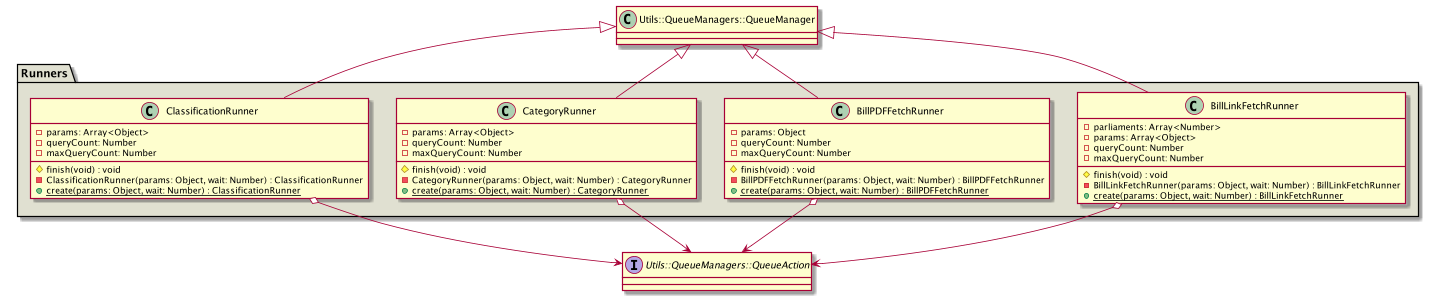 C Utils::QueueManagers::QueueManager
Runners
C ClassificationRunner
params: Array<Object>
queryCount: Number
maxQueryCount: Number
finish(void) : void
ClassificationRunner(params: Object, wait: Number) : ClassificationRunner
create(params: Object, wait: Number) : ClassificationRunner
C CategoryRunner
params: Array<Object>
queryCount: Number
maxQueryCount: Number
finish(void) : void
CategoryRunner(params: Object, wait: Number) : CategoryRunner
create(params: Object, wait: Number) : CategoryRunner
C BillPDFFetchRunner
params: Object
queryCount: Number
maxQueryCount: Number
finish(void) : void
BillPDFFetchRunner(params: Object, wait: Number) : BillPDFFetchRunner
create(params: Object, wait: Number) : BillPDFFetchRunner
C BillLinkFetchRunner
parliaments: Array<Number>
params: Array<Object>
queryCount: Number
maxQueryCount: Number
finish(void) : void
BillLinkFetchRunner(params: Object, wait: Number) : BillLinkFetchRunner
create(params: Object, wait: Number) : BillLinkFetchRunner
I Utils::QueueManagers::QueueAction